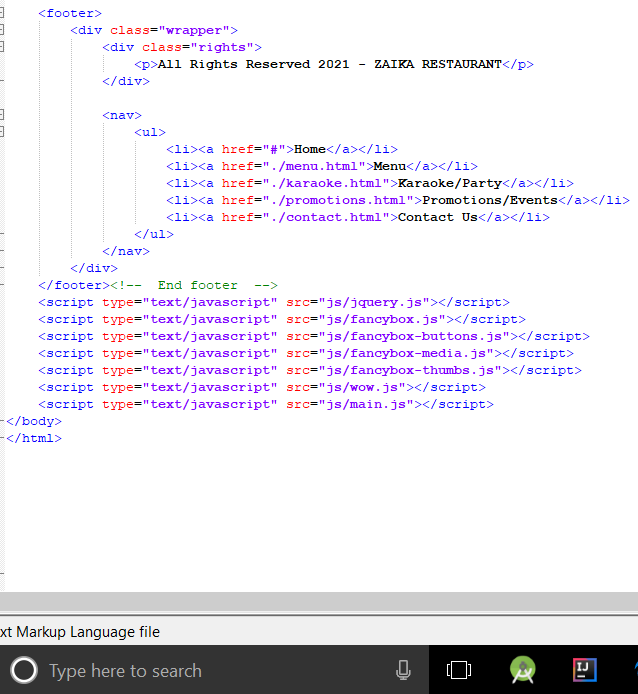 <footer>
<div class="wrapper">
<div class="rights">
<p>All Rights Reserved 2021 - ZAIKA RESTAURANT</p>
</div>
<nav>
<ul>
<li><a href="#">Home</a></li>
<li><a href="./menu.html">Menu</a></li>
<li><a href="./karaoke.html">Karaoke/Party</a></li>
<li><a href="./promotions.html">Promotions/Events</a></li>
<li><a href="./contact.html">Contact Us</a></li>
</ul>
</nav>
</div>
</footer><!--  End footer  -->
<script type="text/javascript" src="js/jquery.js"></script>
<script type="text/javascript" src="js/fancybox.js"></script>
<script type="text/javascript" src="js/fancybox-buttons.js"></script>
<script type="text/javascript" src="js/fancybox-media.js"></script>
<script type="text/javascript" src="js/fancybox-thumbs.js"></script>
<script type="text/javascript" src="js/wow.js"></script>
<script type="text/javascript" src="js/main.js"></script>
</body>
</html>
xt Markup Language file
Type here to search
IJ